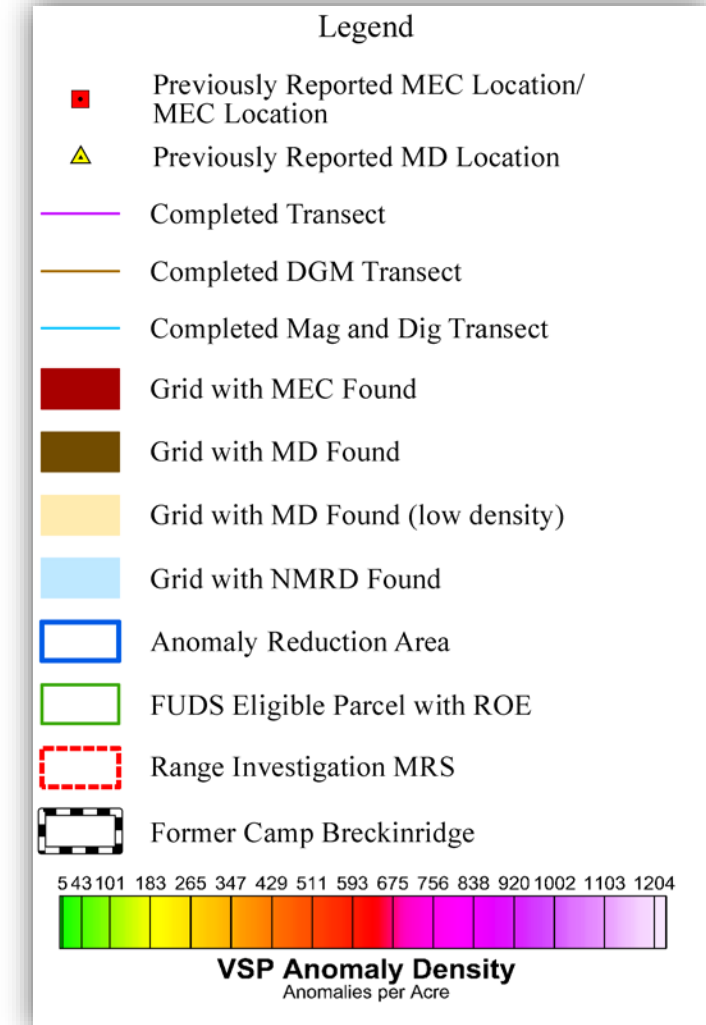 Legend
Previously Reported MEC Location/
MEC Location
Previously Reported MD Location
Completed Transect
Completed DGM Transect
Completed Mag and Dig Transect
Grid with MEC Found
Grid with MD Found
Grid with MD Found (low density)
Grid with NMRD Found
Anomaly Reduction Area
FUDS Eligible Parcel with ROE
Range Investigation MRS
Former Camp Breckinridge
5 43 101 183 265 347 429 511 593 675 756 838 920 1002 1103 1204
VSP Anomaly Density
Anomalies per Acre